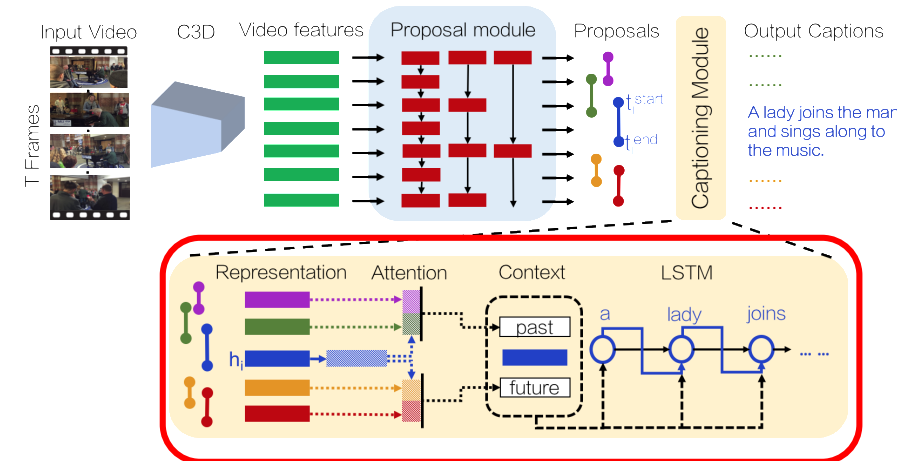 Input Video
C3D
Video features
Proposal module
Proposals
Captioning Module
Output Captions
T Frames
t_i^start
t_i^end
......
......
A lady joins the man
and sings along to
the music.
......
......
Representation
Attention
Context
LSTM
h_i
past
future
a
lady
joins
... ...